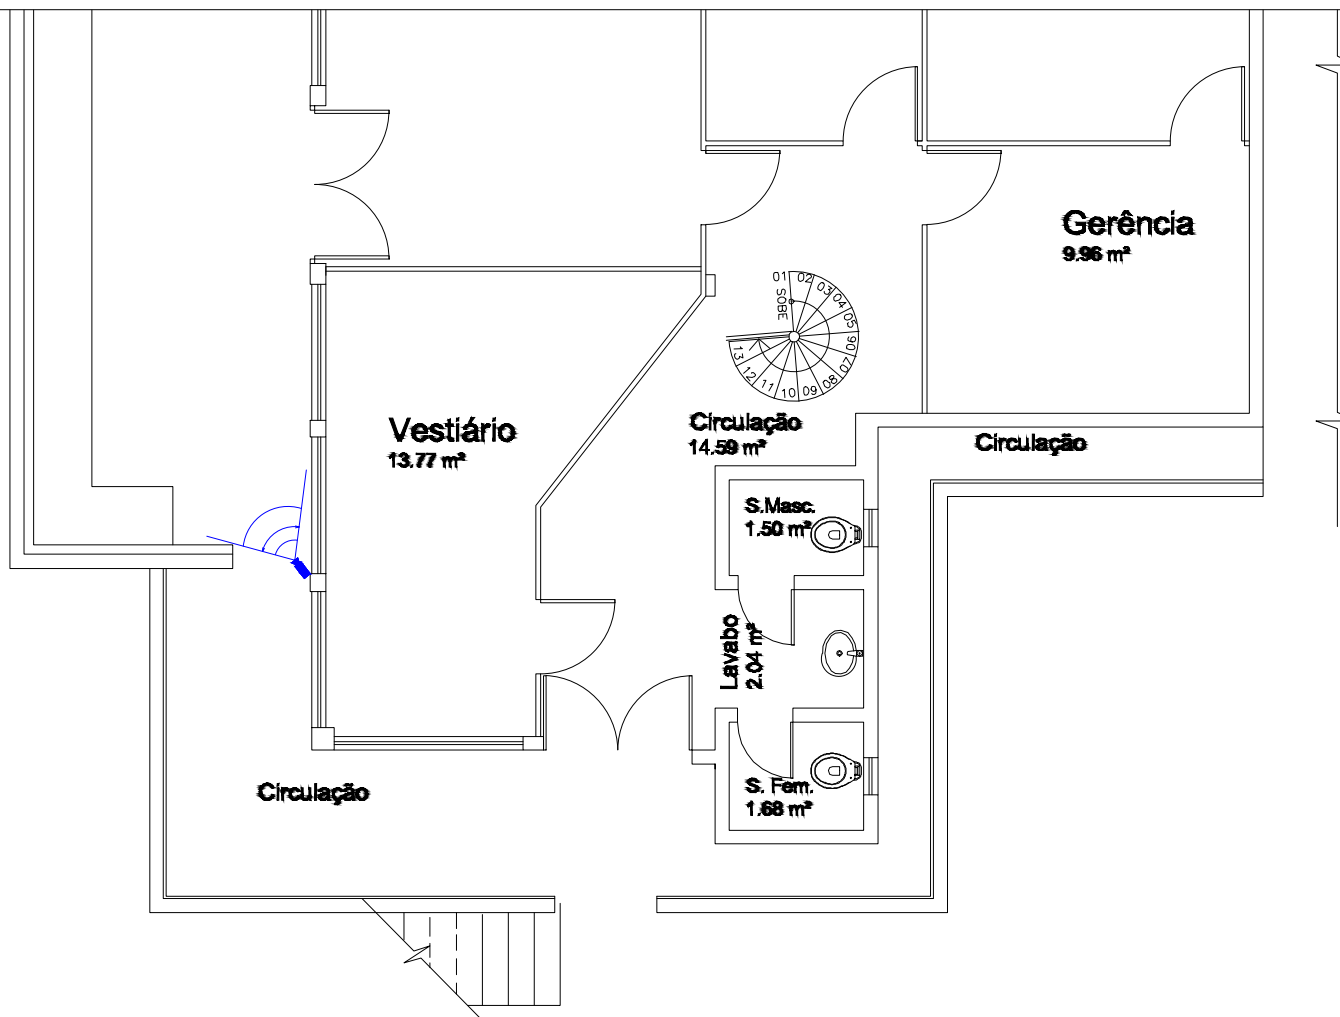 Gerência
9.96 m²
01
02
03
04
05
06
07
08
09
10
11
12
13
SOBE
Vestiário
13.77 m²
Circulação
14.59 m²
Circulação
S.Masc.
1.50 m²
Lavabo
2.04 m²
S. Fem.
1.68 m²
Circulação